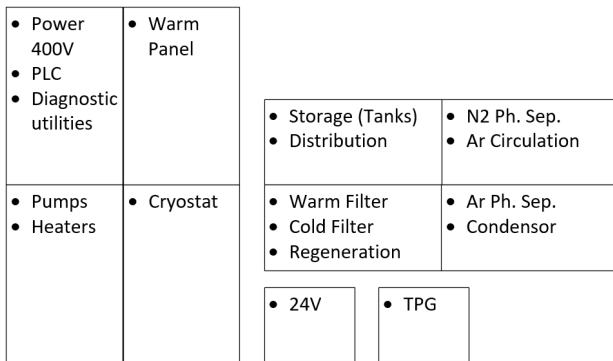 • Power
400V
• PLC
• Diagnostic
utilities
• Warm
Panel
• Pumps
• Heaters
• Cryostat
• Storage (Tanks)
• Distribution
• N2 Ph. Sep.
• Ar Circulation
• Warm Filter
• Cold Filter
• Regeneration
• Ar Ph. Sep.
• Condensor
• 24V
• TPG